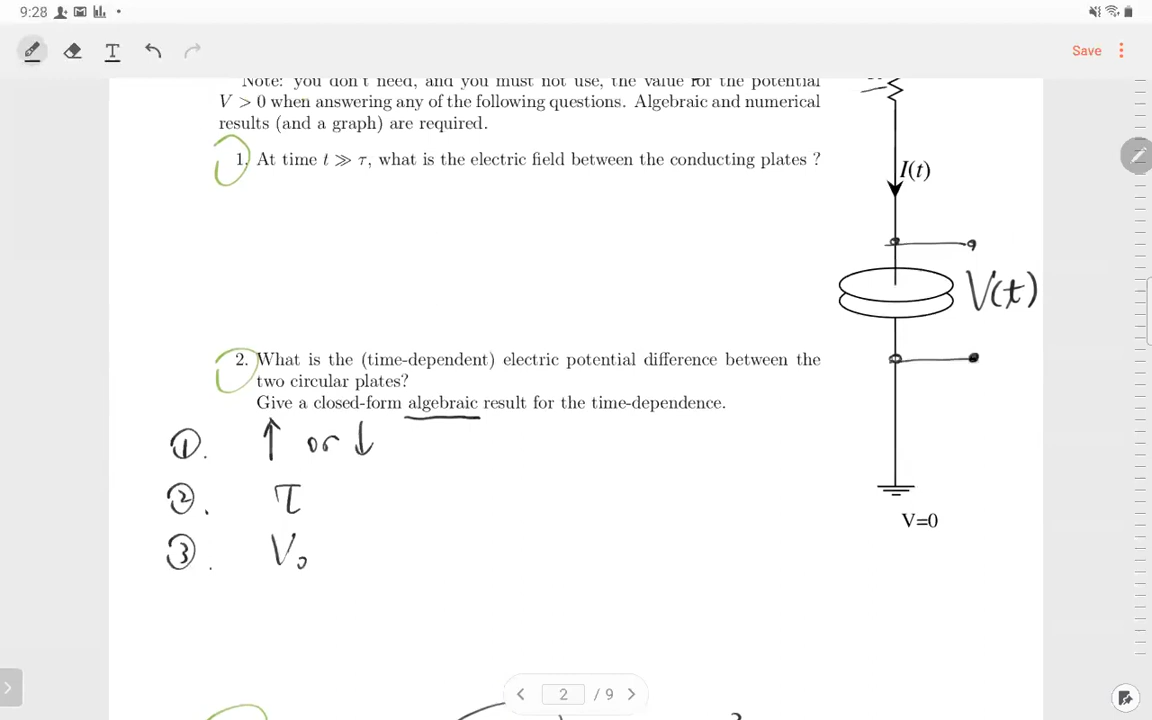 9:28
Save
Note: you don't need, and you must not use, the value for the potential
V > 0 when answering any of the following questions. Algebraic and numerical
results (and a graph) are required.
1. At time t ≫ τ, what is the electric field between the conducting plates ?
I(t)
V(t)
2. What is the (time-dependent) electric potential difference between the
two circular plates?
Give a closed-form algebraic result for the time-dependence.
①. ↑ or ↓
②. τ
③. V₀
V=0
2 / 9